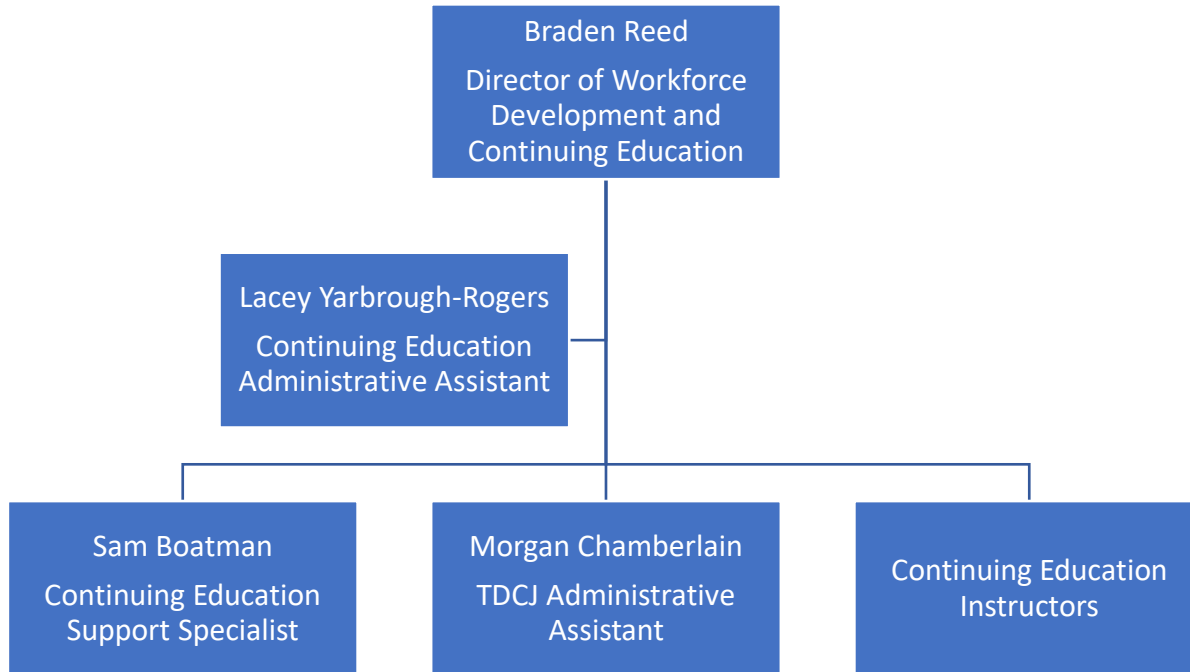 Braden Reed
Director of Workforce
Development and
Continuing Education
Lacey Yarbrough-Rogers
Continuing Education
Administrative Assistant
Sam Boatman
Continuing Education
Support Specialist
Morgan Chamberlain
TDCJ Administrative
Assistant
Continuing Education
Instructors